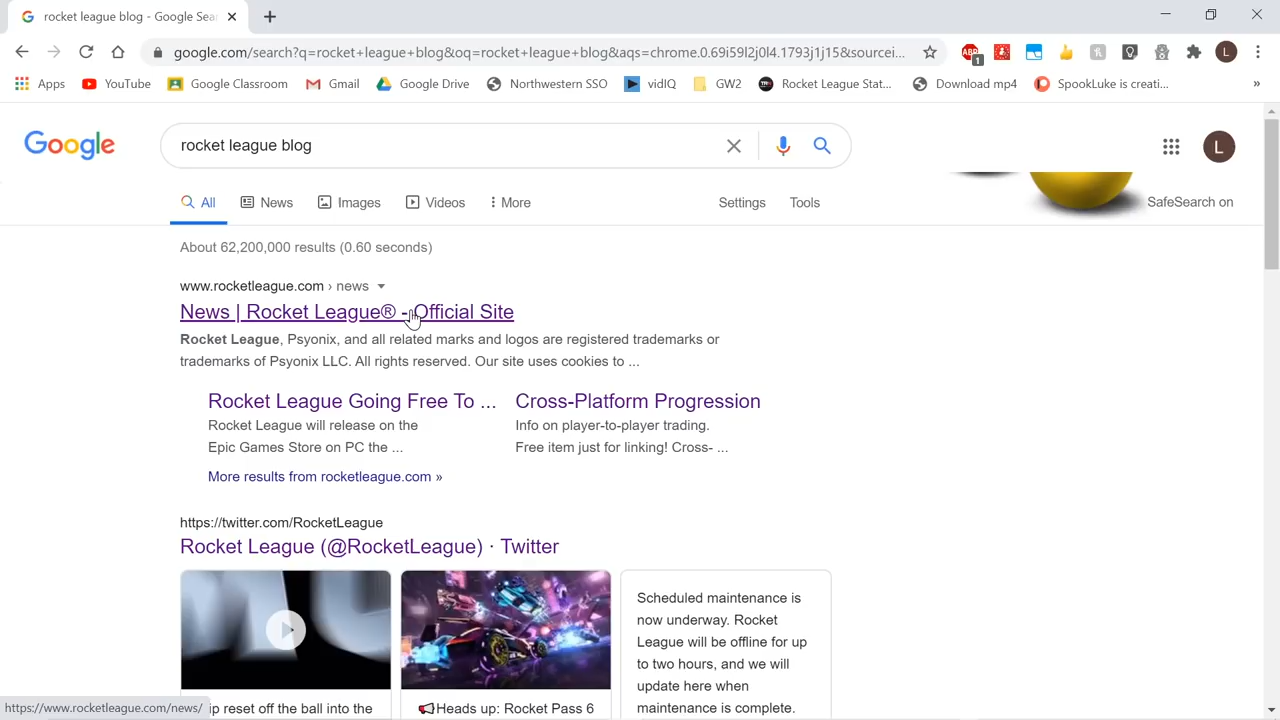 rocket league blog - Google Sear
google.com/search?q=rocket+league+blog&oq=rocket+league+blog&aqs=chrome.0.69i59l2j0l4.1793j1j15&sourcei...
ABP
1
L
Apps
YouTube
Google Classroom
Gmail
Google Drive
Northwestern SSO
vidIQ
GW2
Rocket League Stat...
Download mp4
SpookLuke is creati...
»
Google
rocket league blog
L
All
News
Images
Videos
More
Settings
Tools
SafeSearch on
About 62,200,000 results (0.60 seconds)
www.rocketleague.com › news
News | Rocket League® - Official Site
Rocket League, Psyonix, and all related marks and logos are registered trademarks or
trademarks of Psyonix LLC. All rights reserved. Our site uses cookies to ...
Rocket League Going Free To ...
Rocket League will release on the
Epic Games Store on PC the ...
Cross-Platform Progression
Info on player-to-player trading.
Free item just for linking! Cross- ...
More results from rocketleague.com »
https://twitter.com/RocketLeague
Rocket League (@RocketLeague) · Twitter
ip reset off the ball into the
Heads up: Rocket Pass 6
Scheduled maintenance is
now underway. Rocket
League will be offline for up
to two hours, and we will
update here when
maintenance is complete.
https://www.rocketleague.com/news/